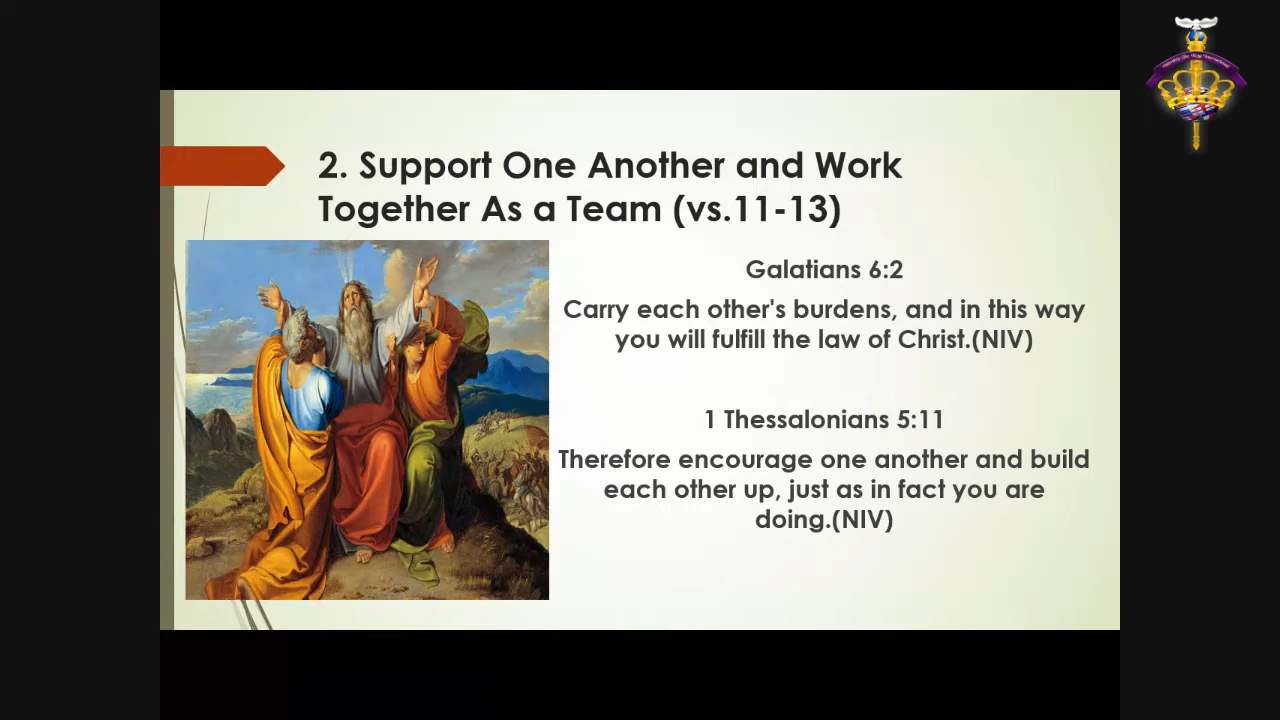 2. Support One Another and Work
Together As a Team (vs.11-13)
Galatians 6:2
Carry each other's burdens, and in this way
you will fulfill the law of Christ.(NIV)
1 Thessalonians 5:11
Therefore encourage one another and build
each other up, just as in fact you are
doing.(NIV)